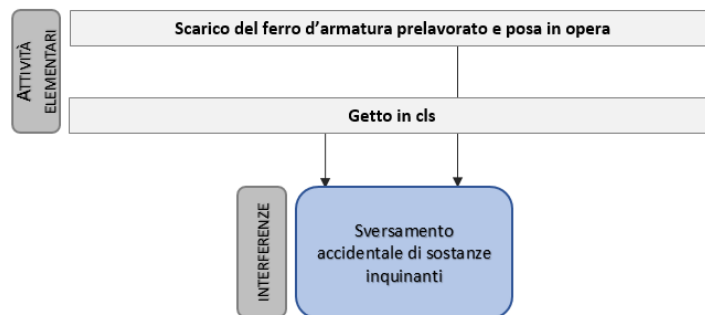 ATTIVITÀ
ELEMENTARI
Scarico del ferro d’armatura prelavorato e posa in opera
Getto in cls
INTERFERENZE
Sversamento
accidentale di sostanze
inquinanti